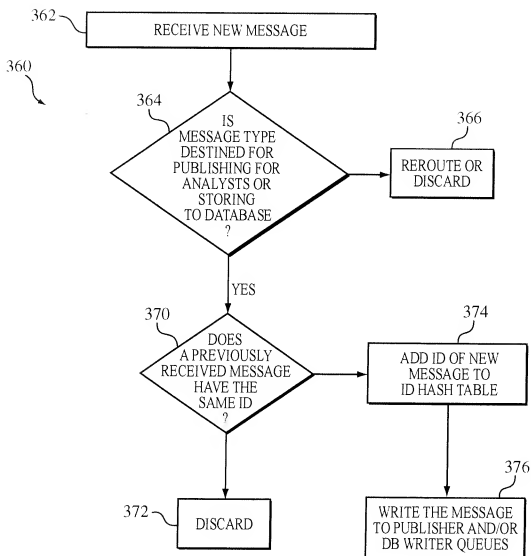 362
RECEIVE NEW MESSAGE
360
364
IS
MESSAGE TYPE
DESTINED FOR
PUBLISHING FOR
ANALYSTS OR
STORING
TO DATABASE
?
366
REROUTE OR
DISCARD
YES
370
DOES
A PREVIOUSLY
RECEIVED MESSAGE
HAVE THE
SAME ID
?
374
ADD ID OF NEW
MESSAGE TO
ID HASH TABLE
372
DISCARD
376
WRITE THE MESSAGE
TO PUBLISHER AND/OR
DB WRITER QUEUES